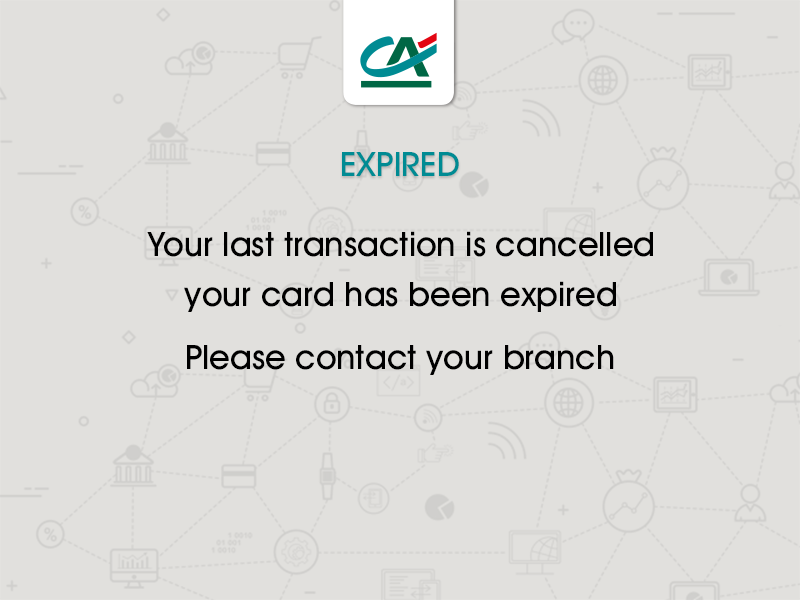 CA
EXPIRED
Your last transaction is cancelled
your card has been expired
Please contact your branch